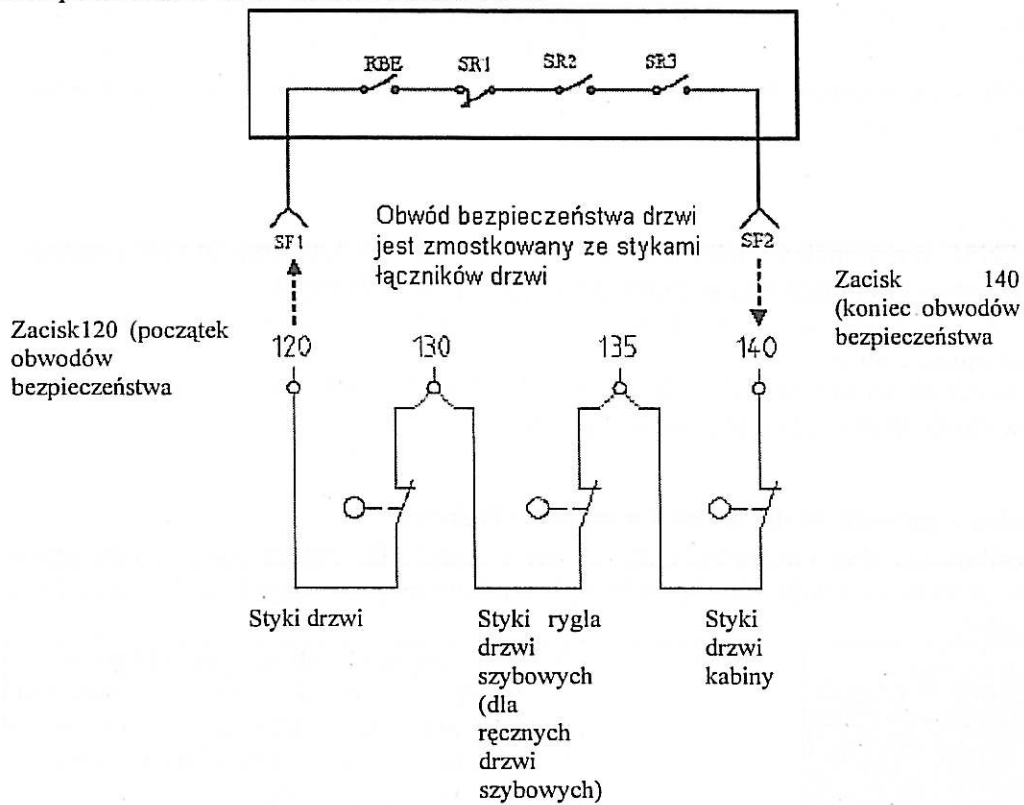 RBE SR1 SR2 SR3
SF1
Obwód bezpieczeństwa drzwi
jest zmostkowany ze stykami
łączników drzwi
SF2
Zacisk 140
(koniec obwodów
bezpieczeństwa
Zacisk120 (początek
obwodów
bezpieczeństwa
120 130 135 140
Styki drzwi
Styki rygla
drzwi
szybowych
(dla
ręcznych
drzwi
szybowych)
Styki
drzwi
kabiny